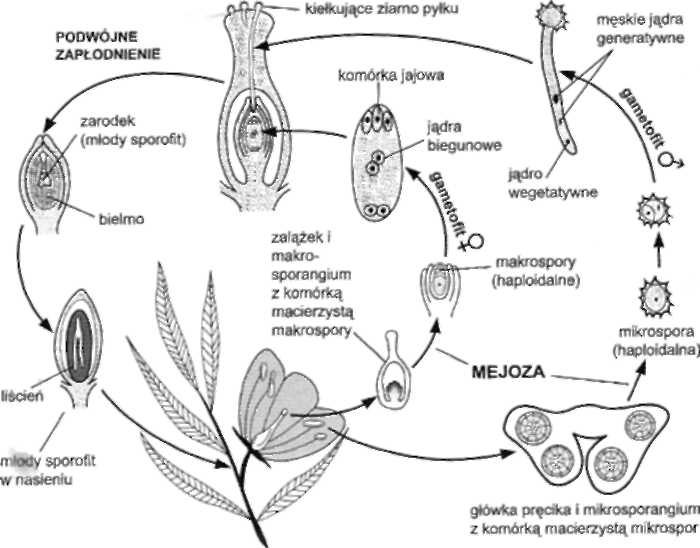 kiełkujące ziarno pyłku
męskie jądra
generatywne
PODWÓJNE
ZAPŁODNIENIE
komórka jajowa
zarodek
(młody sporofit)
jądra
biegunowe
gametofit ♂
jądro
wegetatywne
bielmo
gametofit ♀
zalążek i
makro-
sporangium
z komórką
macierzystą
makrospory
makrospory
(haploidalne)
mikrospora
(haploidalna)
MEJOZA
liścień
młody sporofit
w nasieniu
główka pręcika i mikrosporangium
z komórką macierzystą mikrospor